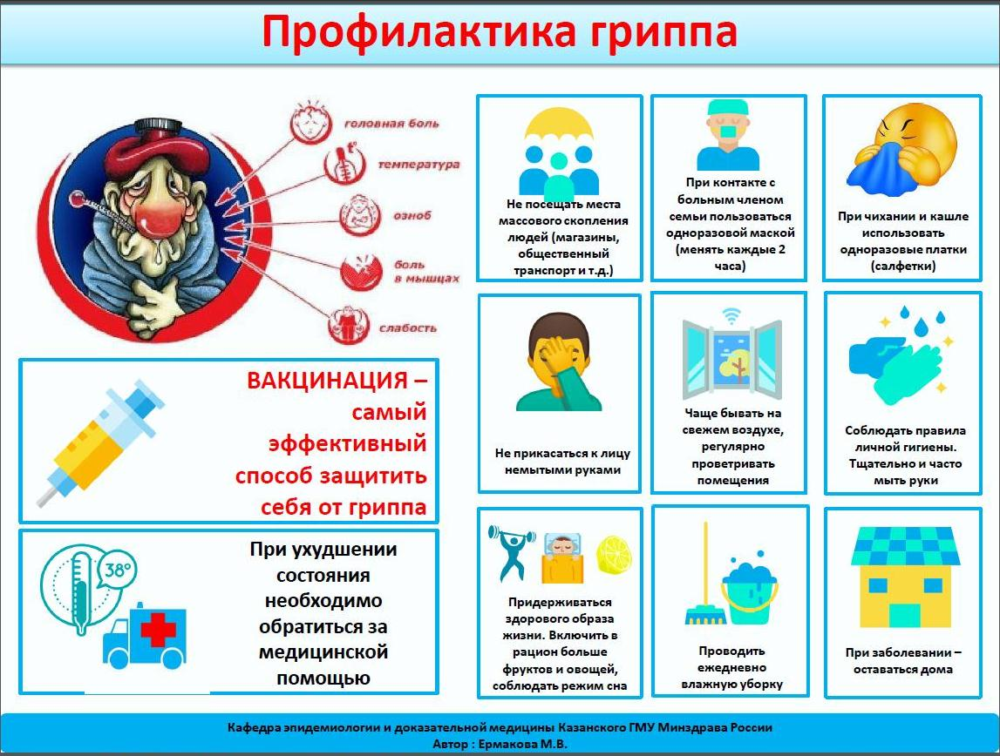 Профилактика гриппа
головная боль
t°
температура
озноб
боль
в мышцах
слабость
ВАКЦИНАЦИЯ –
самый
эффективный
способ защитить
себя от гриппа
38°
При ухудшении
состояния
необходимо
обратиться за
медицинской
помощью
Не посещать места
массового скопления
людей (магазины,
общественный
транспорт и т.д.)
При контакте с
больным членом
семьи пользоваться
одноразовой маской
(менять каждые 2
часа)
При чихании и кашле
использовать
одноразовые платки
(салфетки)
Не прикасаться к лицу
немытыми руками
Чаще бывать на
свежем воздухе,
регулярно
проветривать
помещения
Соблюдать правила
личной гигиены.
Тщательно и часто
мыть руки
Придерживаться
здорового образа
жизни. Включить в
рацион больше
фруктов и овощей,
соблюдать режим сна
Проводить
ежедневно
влажную уборку
При заболевании –
оставаться дома
Кафедра эпидемиологии и доказательной медицины Казанского ГМУ Минздрава России
Автор : Ермакова М.В.